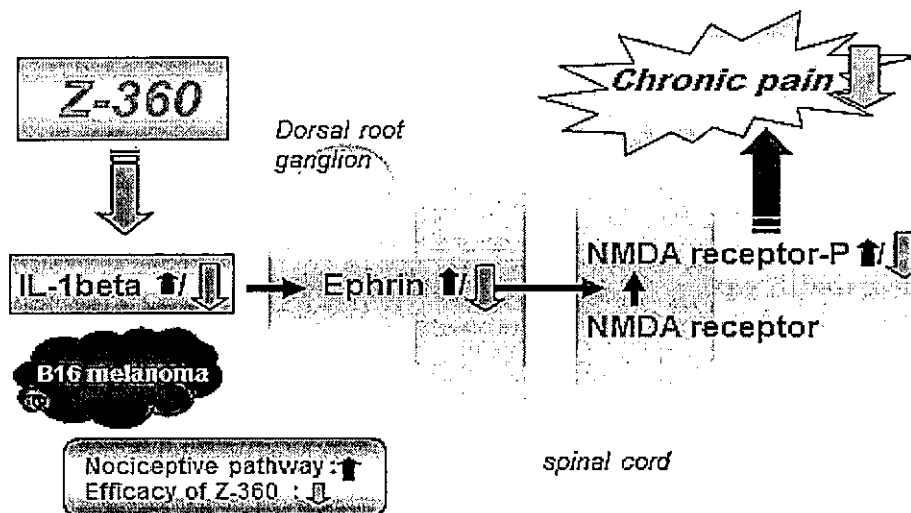 Z-360
Chronic pain
Dorsal root
ganglion
IL-1beta /
Ephrin /
NMDA receptor-P /
NMDA receptor
B16 melanoma
Nociceptive pathway :
Efficacy of Z-360 :
spinal cord